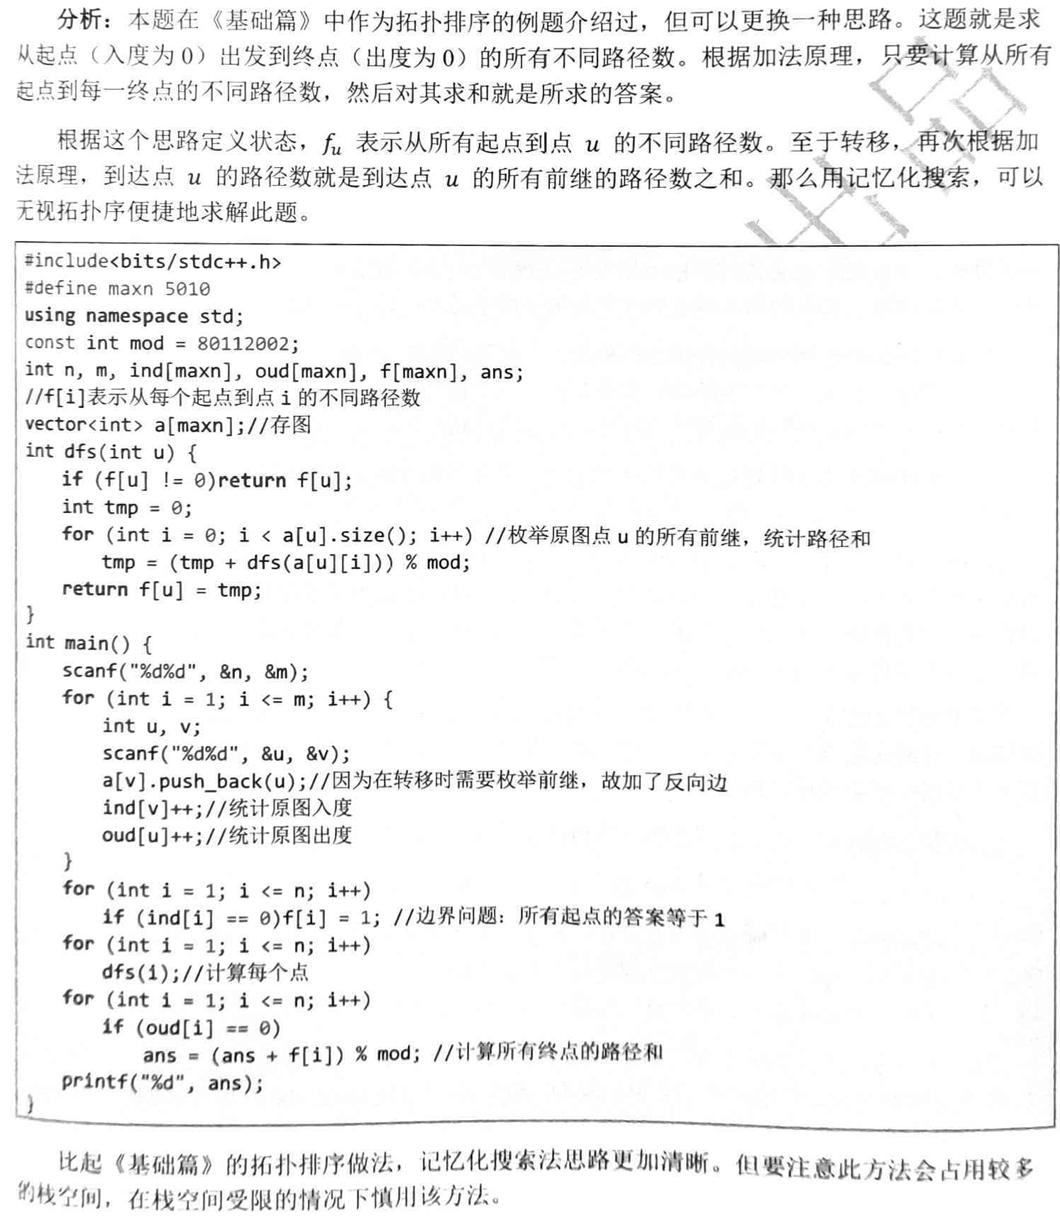 分析：本题在《基础篇》中作为拓扑排序的例题介绍过，但可以更换一种思路。这题就是求
从起点（入度为 0）出发到终点（出度为 0）的所有不同路径数。根据加法原理，只要计算从所有
起点到每一终点的不同路径数，然后对其求和就是所求的答案。
根据这个思路定义状态，fu 表示从所有起点到点 u 的不同路径数。至于转移，再次根据加
法原理，到达点 u 的路径数就是到达点 u 的所有前继的路径数之和。那么用记忆化搜索，可以
无视拓扑序便捷地求解此题。
#include<bits/stdc++.h>
#define maxn 5010
using namespace std;
const int mod = 80112002;
int n, m, ind[maxn], oud[maxn], f[maxn], ans;
//f[i]表示从每个起点到点 i 的不同路径数
vector<int> a[maxn];//存图
int dfs(int u) {
if (f[u] != 0)return f[u];
int tmp = 0;
for (int i = 0; i < a[u].size(); i++) //枚举原图点 u 的所有前继，统计路径和
tmp = (tmp + dfs(a[u][i])) % mod;
return f[u] = tmp;
}
int main() {
scanf("%d%d", &n, &m);
for (int i = 1; i <= m; i++) {
int u, v;
scanf("%d%d", &u, &v);
a[v].push_back(u);//因为在转移时需要枚举前继，故加了反向边
ind[v]++;//统计原图入度
oud[u]++;//统计原图出度
}
for (int i = 1; i <= n; i++)
if (ind[i] == 0)f[i] = 1; //边界问题：所有起点的答案等于 1
for (int i = 1; i <= n; i++)
dfs(i);//计算每个点
for (int i = 1; i <= n; i++)
if (oud[i] == 0)
ans = (ans + f[i]) % mod; //计算所有终点的路径和
printf("%d", ans);
}
比起《基础篇》的拓扑排序做法，记忆化搜索法思路更加清晰。但要注意此方法会占用较多
的栈空间，在栈空间受限的情况下慎用该方法。
出品